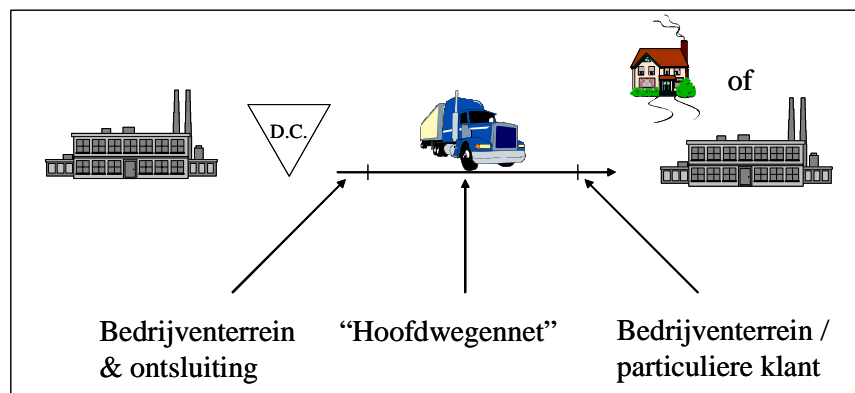 of
D.C.
Bedrijventerrein
& ontsluiting
“Hoofdwegennet”
Bedrijventerrein /
particuliere klant